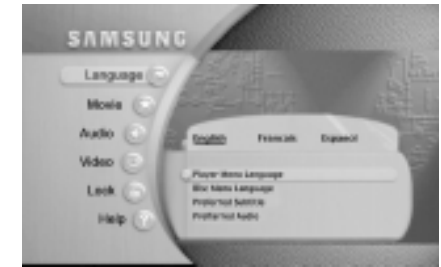 SAMSUNG
Language
Movie
Audio
Video
Lock
Help
English Francais Espanol
Player Menu Language
Disc Menu Language
Preferred Subtitle
Preferred Audio